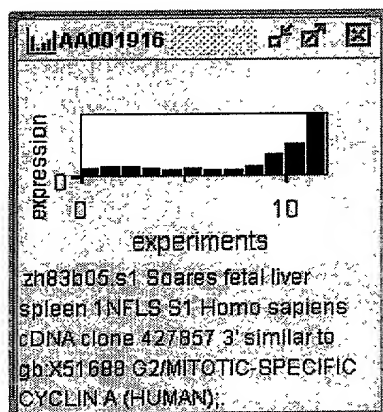 AA001916
expression
0
0
10
experiments
zh83b05.s1 Soares fetal liver
spleen 1NFLS S1 Homo sapiens
cDNA clone 427857 3' similar to
gb:X51688 G2/MITOTIC-SPECIFIC
CYCLIN A (HUMAN);.